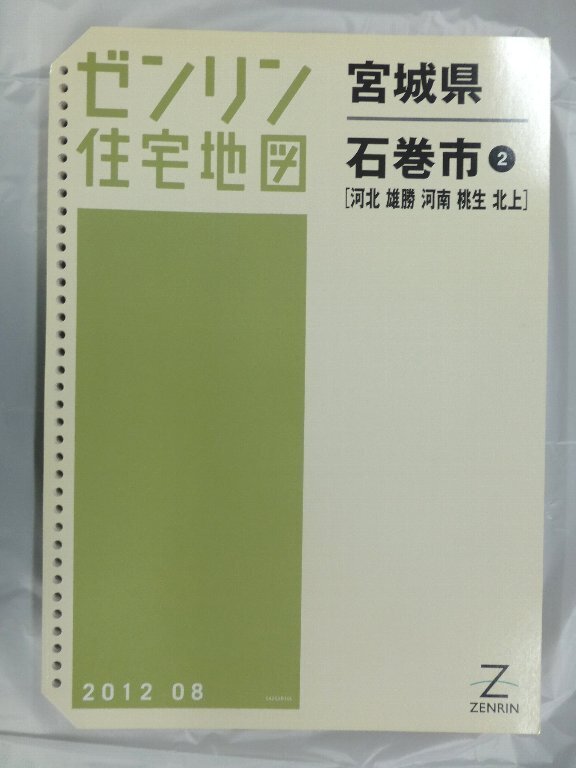 ゼンリン
住宅地図
宮城県
石巻市2
[河北 雄勝 河南 桃生 北上]
2012 08
Z
ZENRIN